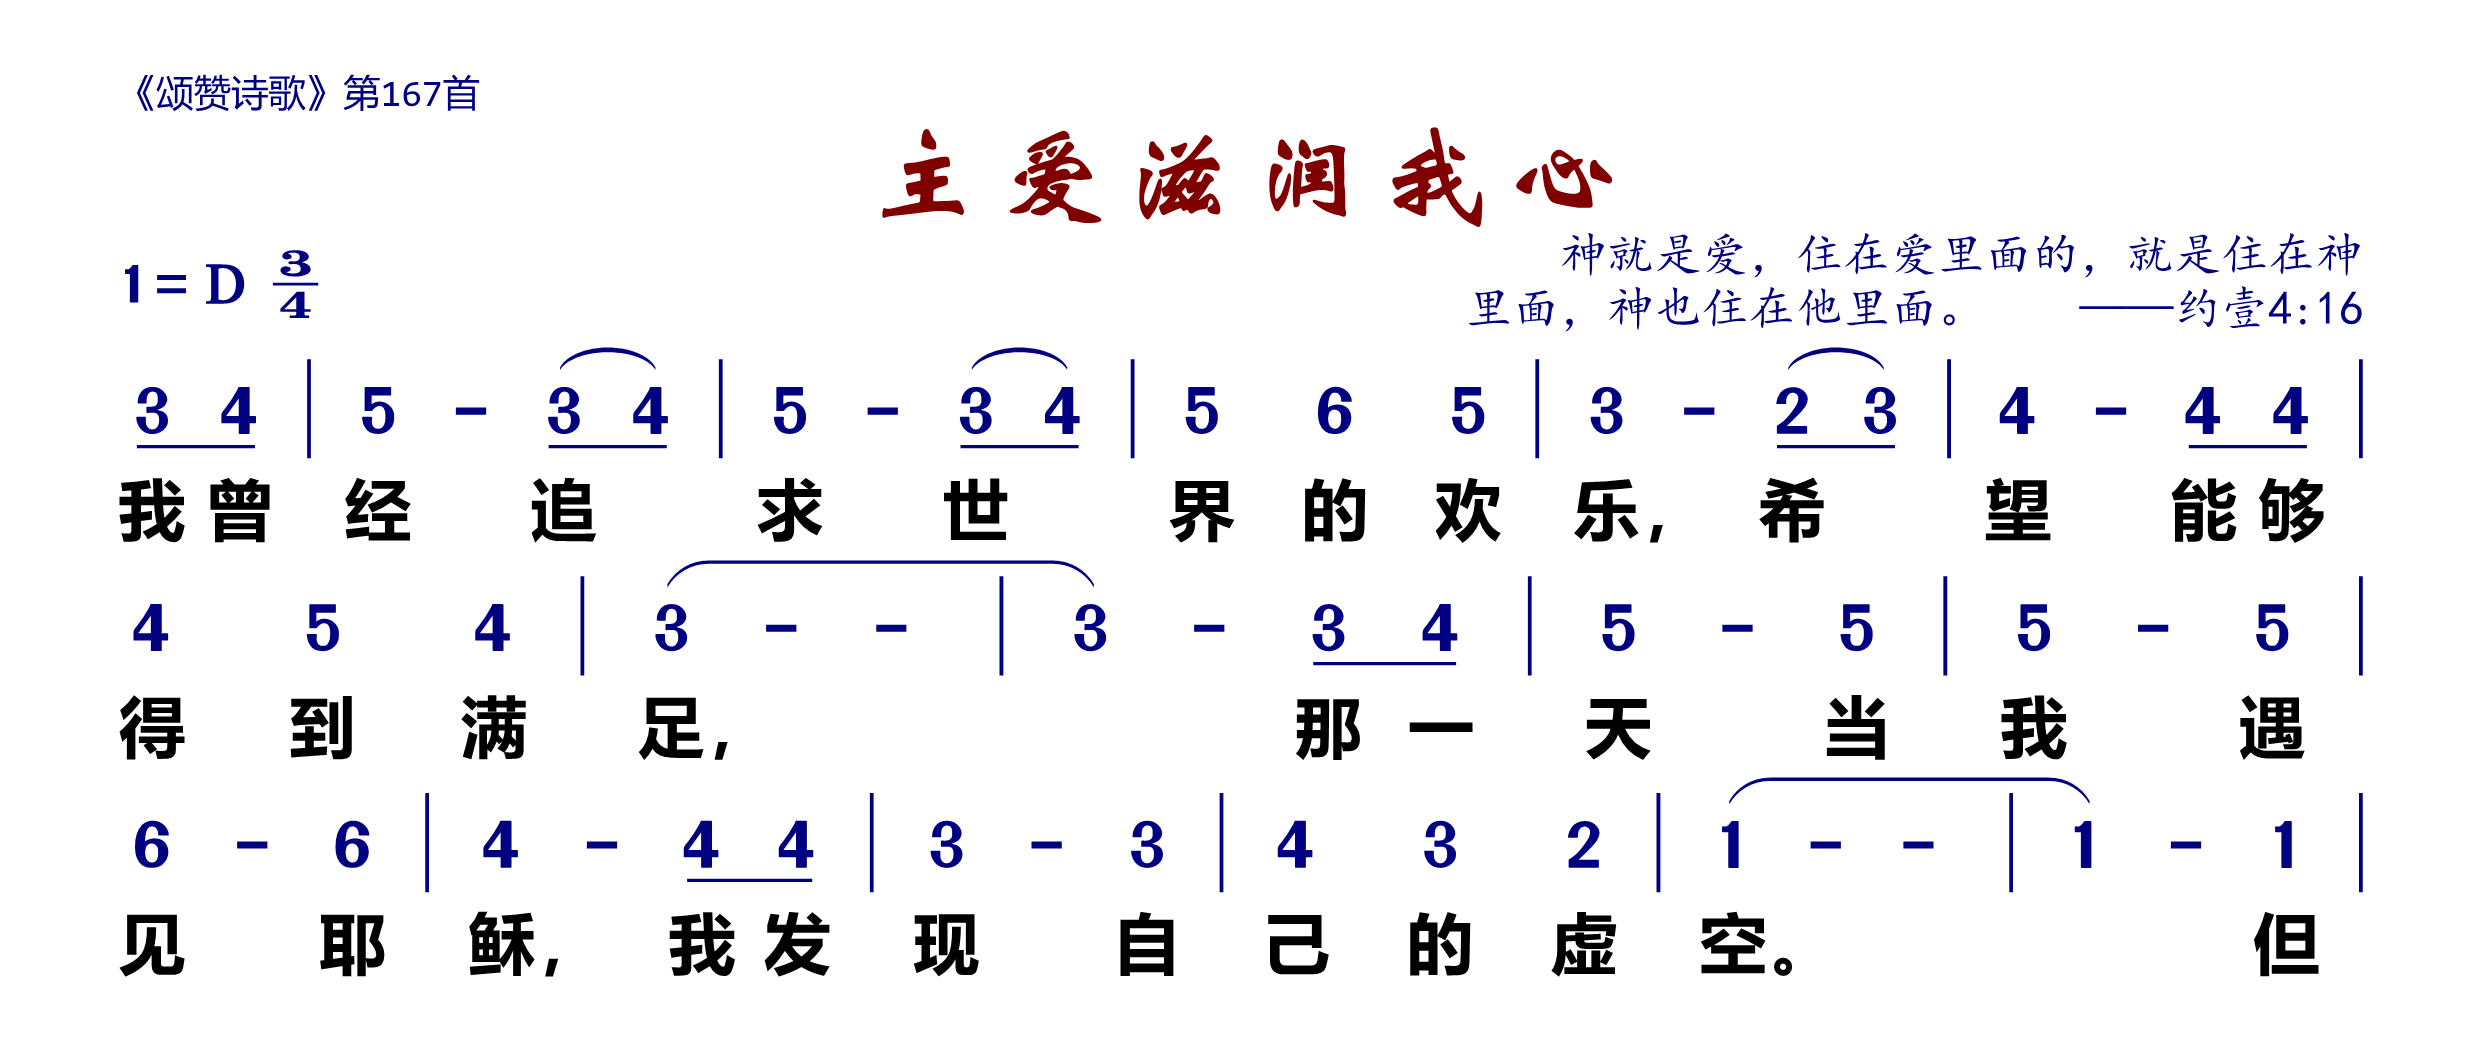 《颂赞诗歌》第167首
主爱滋润我心
神就是爱，住在爱里面的，就是住在神
1=D 3/4
里面，神也住在他里面。 ——约壹4:16
3 4 | 5 - 3 4 | 5 - 3 4 | 5 6 5 | 3 - 2 3 | 4 - 4 4 |
我曾经追求世界的欢乐，希望能够
4 5 4 | 3 - - | 3 - 3 4 | 5 - 5 | 5 - 5 |
得到满足，那一天当我遇
6 - 6 | 4 - 4 4 | 3 - 3 | 4 3 2 | 1 - - | 1 - 1 |
见耶稣，我发现自己的虚空。但